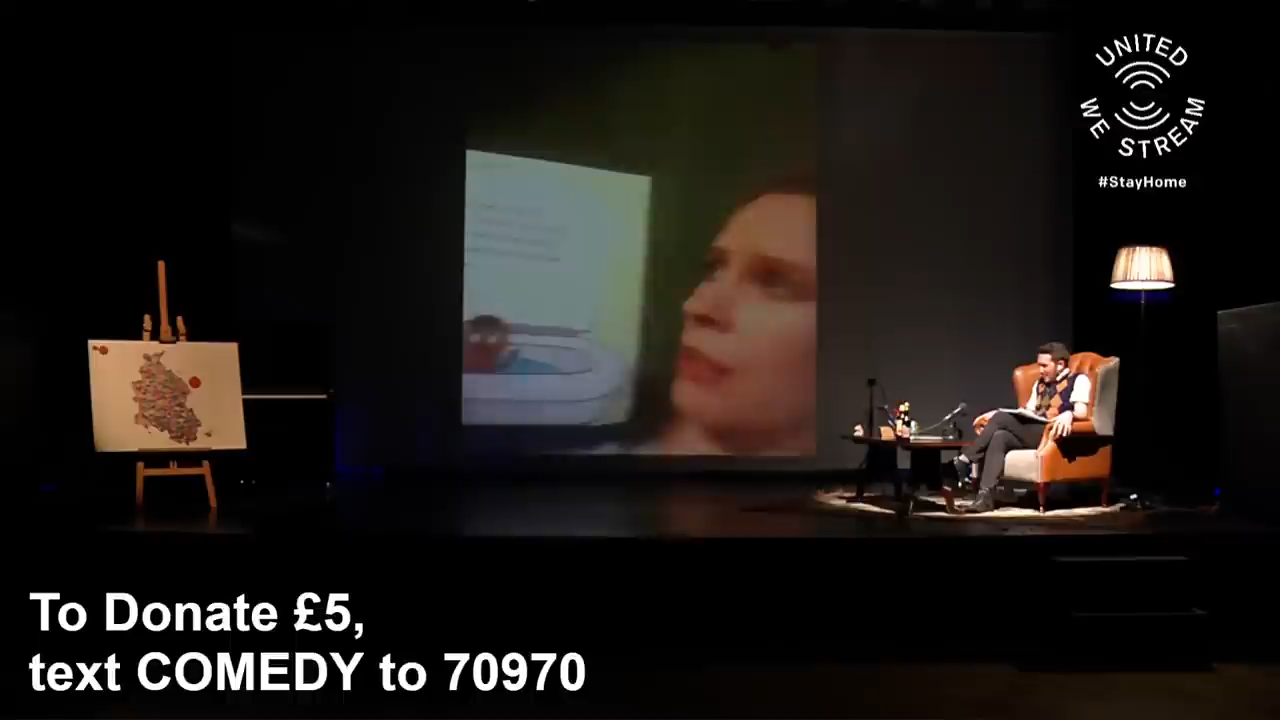 UNITED
WE STREAM
#StayHome
To Donate £5,
text COMEDY to 70970